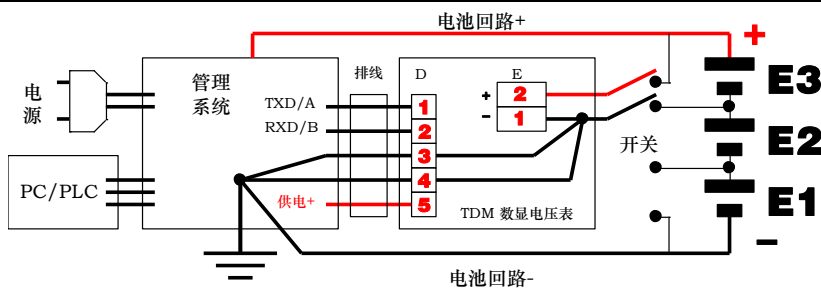 电池回路+
+
电源
管理系统
排线
D
E
TXD/A
RXD/B
1
2
3
4
5
+ 2
- 1
开关
E3
E2
E1
PC/PLC
供电+
TDM 数显电压表
-
电池回路-